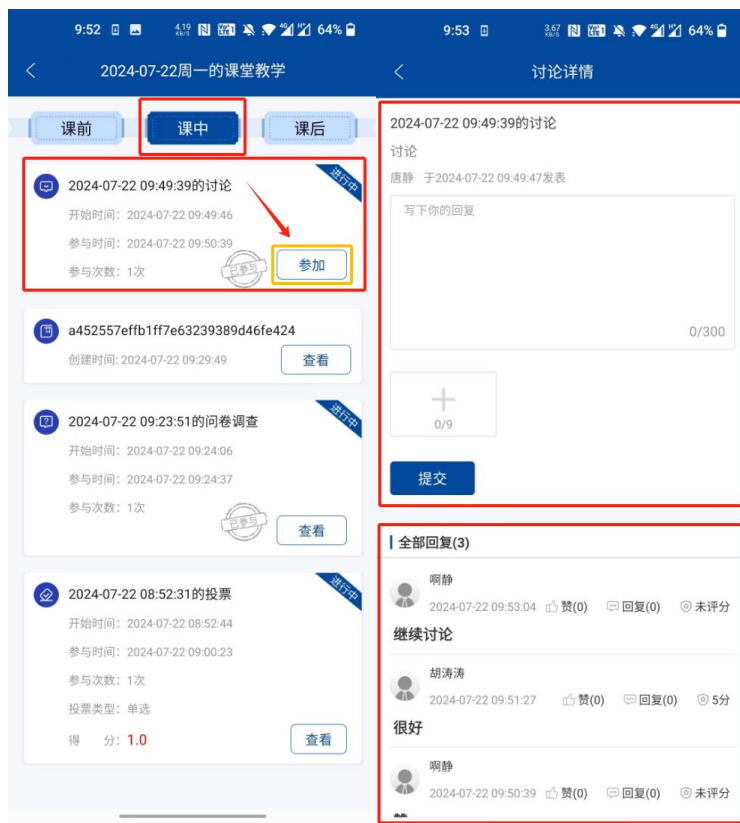 9:52
4.19
KB/S
64%
2024-07-22周一的课堂教学
课前
课中
课后
2024-07-22 09:49:39的讨论
进行中
开始时间：2024-07-22 09:49:46
参与时间：2024-07-22 09:50:39
参与次数：1次
已参与
参加
a452557effb1ff7e63239389d46fe424
创建时间: 2024-07-22 09:29:49
查看
2024-07-22 09:23:51的问卷调查
进行中
开始时间：2024-07-22 09:24:06
参与时间：2024-07-22 09:24:37
参与次数：1次
已参与
查看
2024-07-22 08:52:31的投票
进行中
开始时间：2024-07-22 08:52:44
参与时间：2024-07-22 09:00:23
参与次数：1次
投票类型：单选
得 分：1.0
查看
9:53
3.67
KB/S
64%
讨论详情
2024-07-22 09:49:39的讨论
讨论
唐静 于2024-07-22 09:49:47发表
写下你的回复
0/300
0/9
提交
全部回复(3)
啊静
2024-07-22 09:53:04 赞(0) 回复(0) 未评分
继续讨论
胡涛涛
2024-07-22 09:51:27 赞(0) 回复(0) 5分
很好
啊静
2024-07-22 09:50:39 赞(0) 回复(0) 未评分